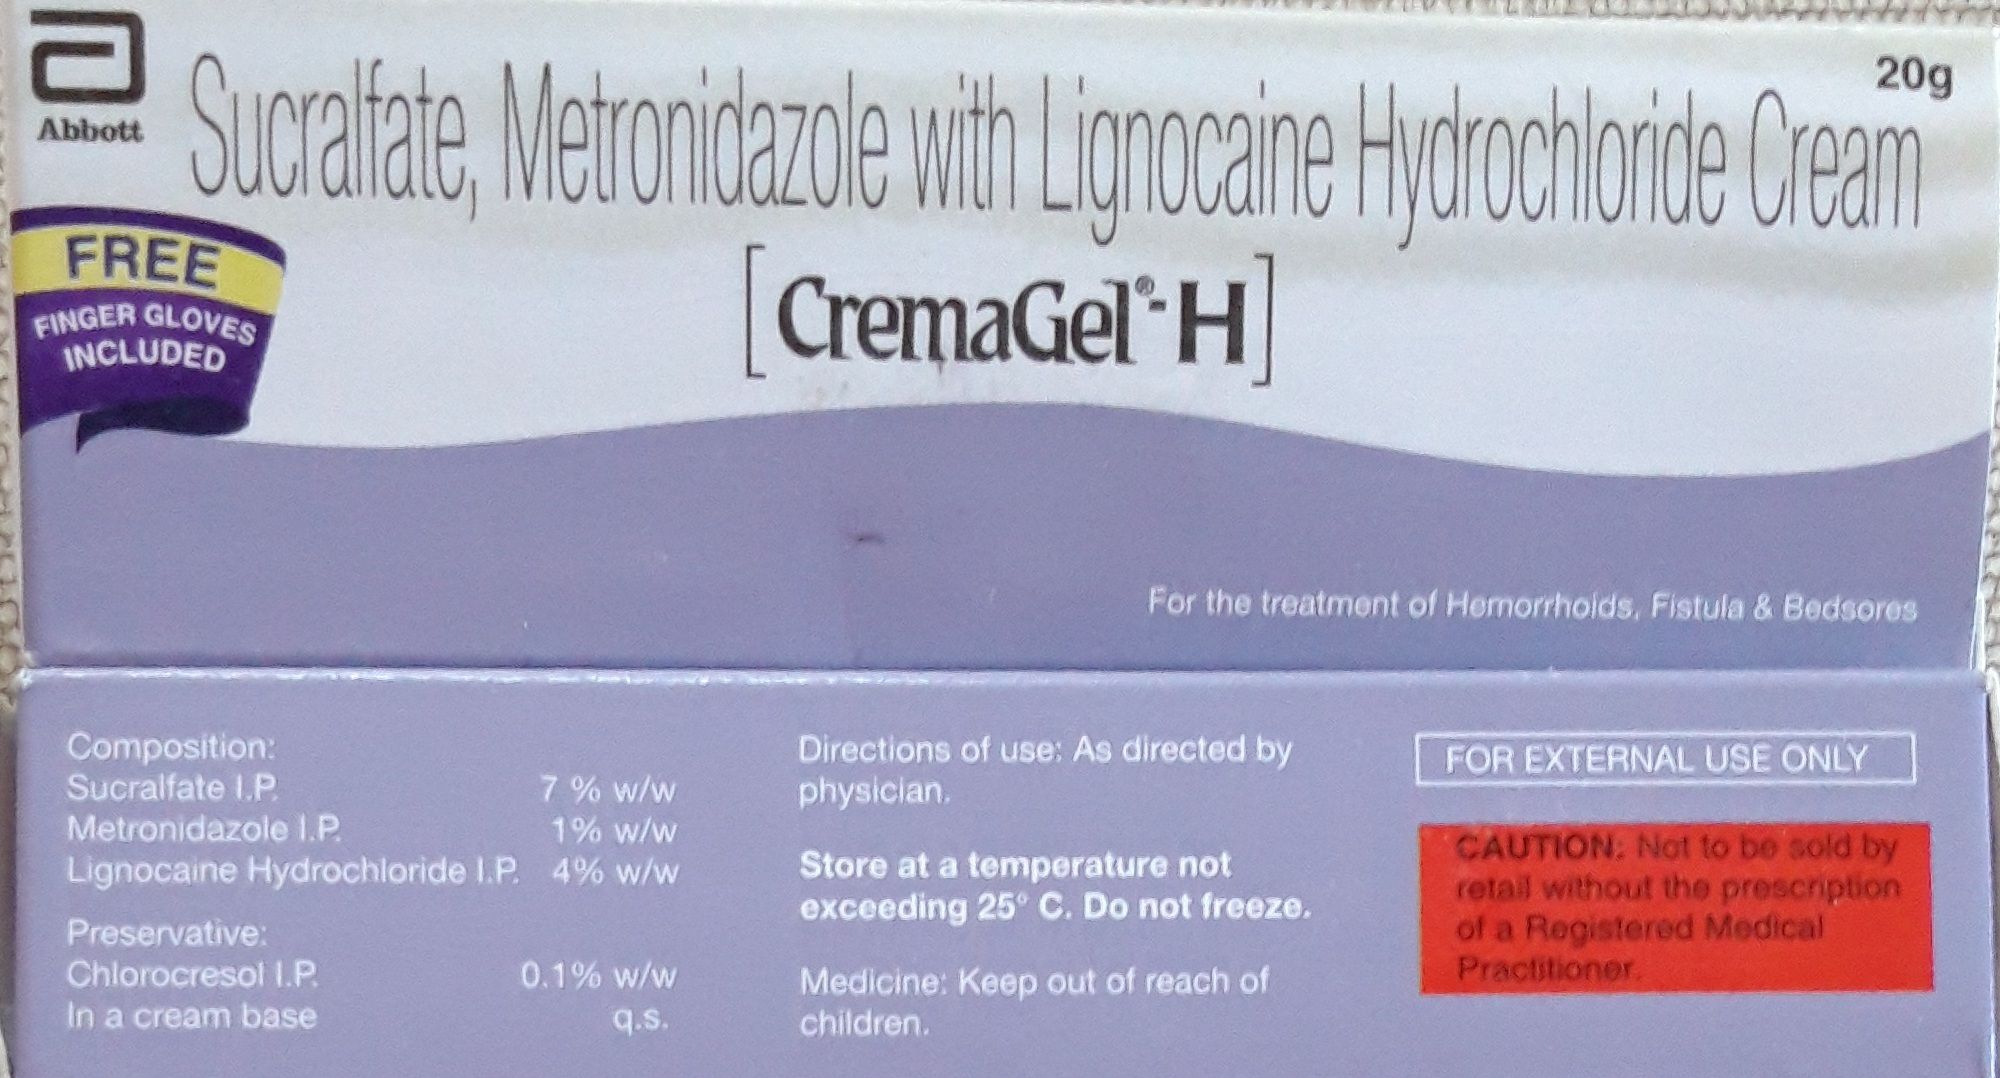 Abbott
20g
Sucralfate, Metronidazole with Lignocaine Hydrochloride Cream
[CremaGel®-H]
FREE
FINGER GLOVES
INCLUDED
For the treatment of Hemorrhoids, Fistula & Bedsores
Composition:
Sucralfate I.P. 7 % w/w
Metronidazole I.P. 1% w/w
Lignocaine Hydrochloride I.P. 4% w/w
Preservative:
Chlorocresol I.P. 0.1% w/w
In a cream base q.s.
Directions of use: As directed by
physician.
Store at a temperature not
exceeding 25° C. Do not freeze.
Medicine: Keep out of reach of
children.
FOR EXTERNAL USE ONLY
CAUTION: Not to be sold by
retail without the prescription
of a Registered Medical
Practitioner.